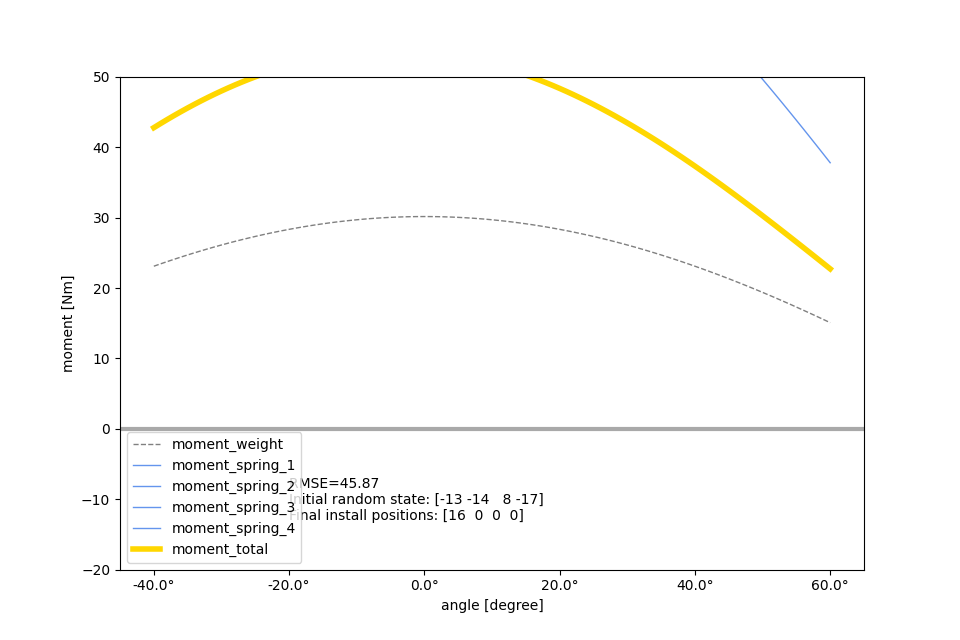 50
40
30
20
10
0
−10
−20
moment [Nm]
moment_weight
moment_spring_1
moment_spring_2
moment_spring_3
moment_spring_4
moment_total
RMSE=45.87
Initial random state: [-13 -14   8 -17]
Final install positions: [16  0  0  0]
-40.0° -20.0° 0.0° 20.0° 40.0° 60.0°
angle [degree]